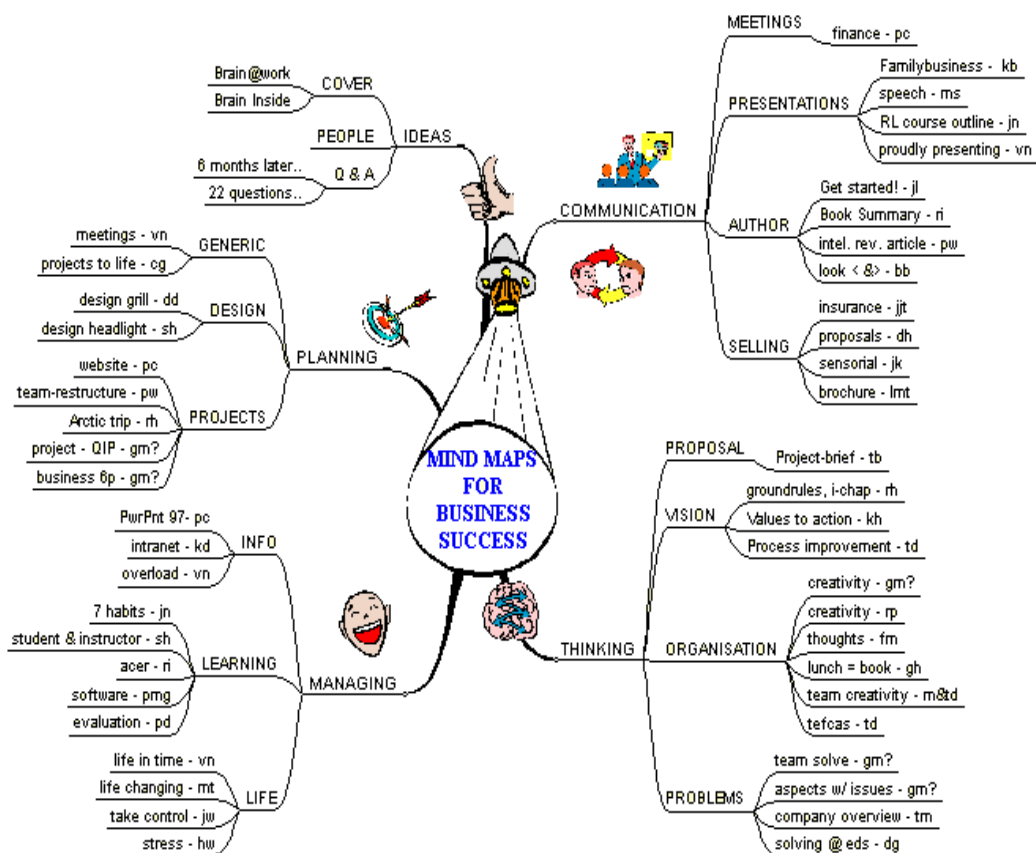 MIND MAPS
FOR
BUSINESS
SUCCESS
IDEAS
COVER
Brain@work
Brain Inside
PEOPLE
Q & A
6 months later..
22 questions..
COMMUNICATION
MEETINGS
finance - pc
PRESENTATIONS
Familybusiness - kb
speech - ms
RL course outline - jn
proudly presenting - vn
AUTHOR
Get started! - jl
Book Summary - ri
intel. rev. article - pw
look < &> - bb
SELLING
insurance - jjt
proposals - dh
sensorial - jk
brochure - lmt
PLANNING
GENERIC
meetings - vn
projects to life - cg
DESIGN
design grill - dd
design headlight - sh
PROJECTS
website - pc
team-restructure - pw
Arctic trip - rh
project - QIP - gm?
business 6p - gm?
THINKING
PROPOSAL
Project-brief - tb
VISION
groundrules, i-chap - rh
Values to action - kh
Process improvement - td
ORGANISATION
creativity - gm?
creativity - rp
thoughts - fm
lunch = book - gh
team creativity - m&td
tefcas - td
PROBLEMS
team solve - gm?
aspects w/ issues - gm?
company overview - tm
solving @ eds - dg
MANAGING
INFO
PwrPnt 97- pc
intranet - kd
overload - vn
LEARNING
7 habits - jn
student & instructor - sh
acer - ri
software - pmg
evaluation - pd
LIFE
life in time - vn
life changing - mt
take control - jw
stress - hw